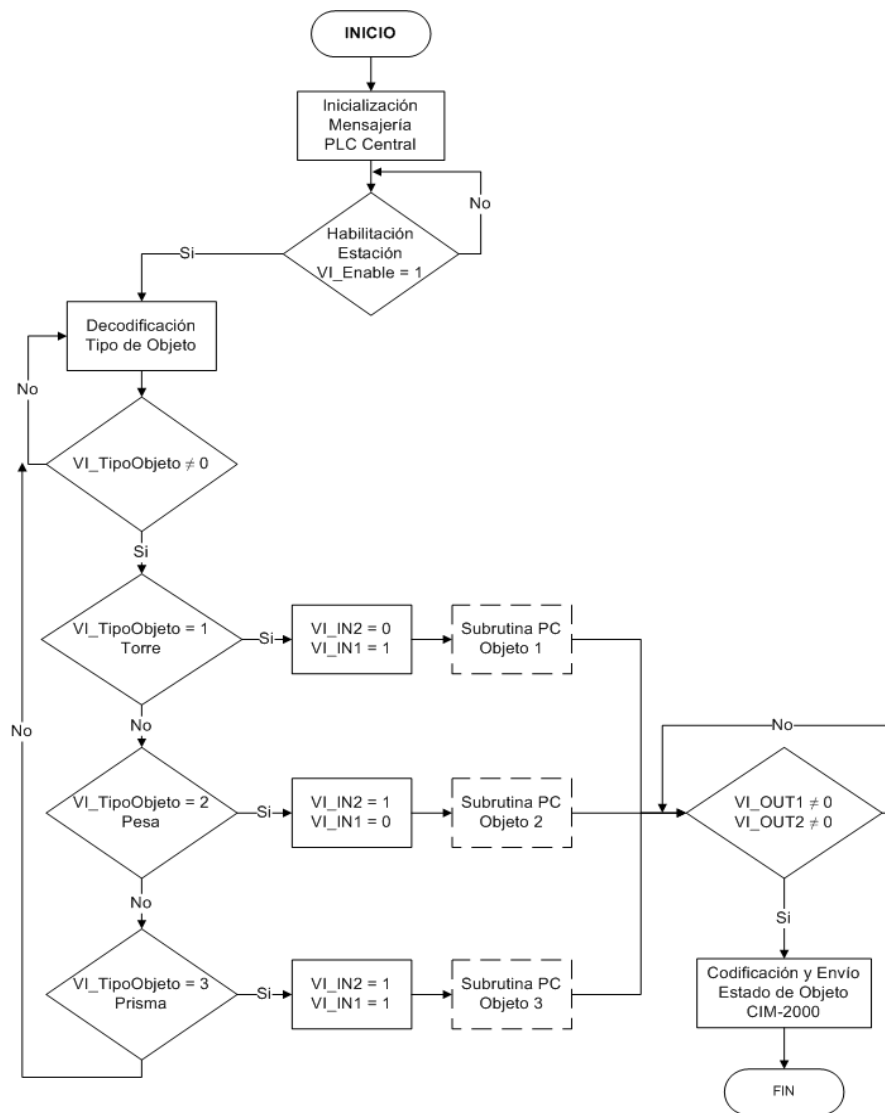 INICIO
Inicialización
Mensajería
PLC Central
No
Habilitación
Estación
VI_Enable = 1
Si
Decodificación
Tipo de Objeto
No
VI_TipoObjeto ≠ 0
Si
VI_TipoObjeto = 1
Torre
Si
VI_IN2 = 0
VI_IN1 = 1
Subrutina PC
Objeto 1
No
No
No
VI_TipoObjeto = 2
Pesa
Si
VI_IN2 = 1
VI_IN1 = 0
Subrutina PC
Objeto 2
VI_OUT1 ≠ 0
VI_OUT2 ≠ 0
No
Si
VI_TipoObjeto = 3
Prisma
Si
VI_IN2 = 1
VI_IN1 = 1
Subrutina PC
Objeto 3
Codificación y Envío
Estado de Objeto
CIM-2000
FIN